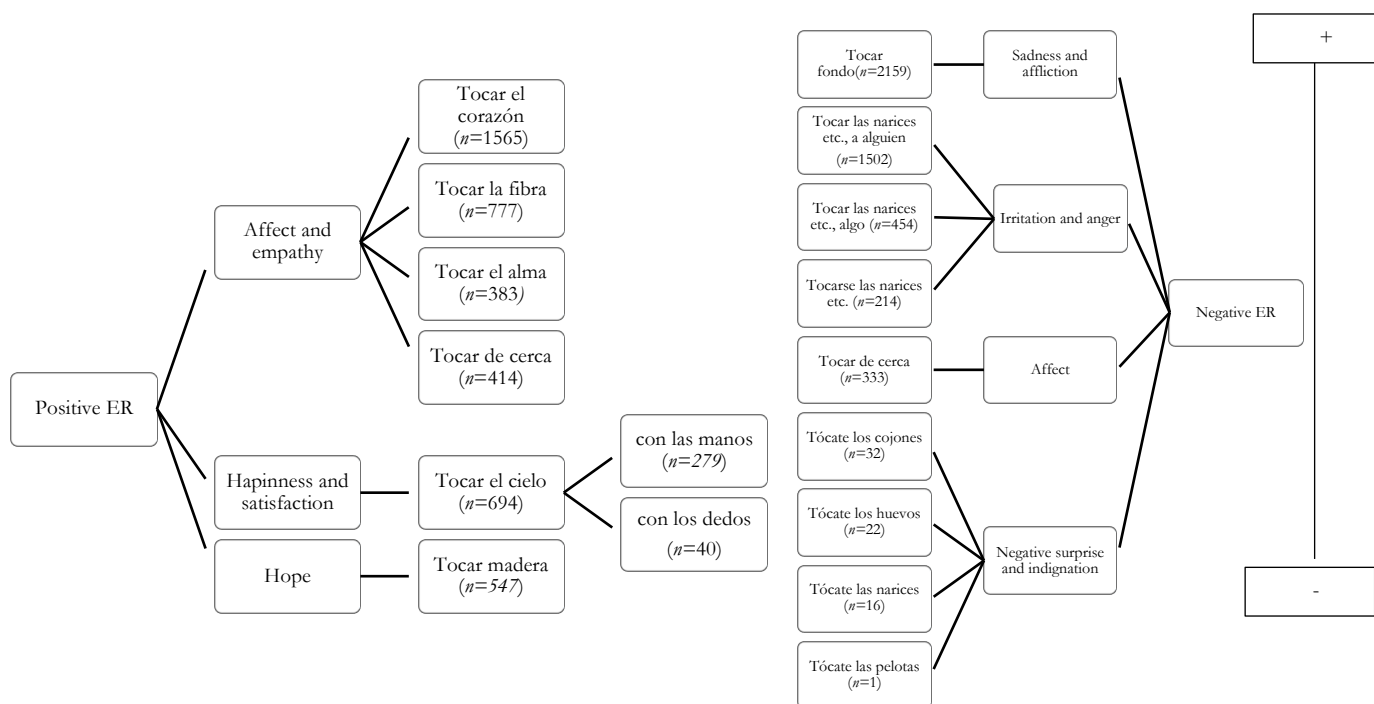 Positive ER
Affect and
empathy
Tocar el
corazón
(n=1565)
Tocar la fibra
(n=777)
Tocar el alma
(n=383)
Tocar de cerca
(n=414)
Hapinness and
satisfaction
Tocar el cielo
(n=694)
con las manos
(n=279)
con los dedos
(n=40)
Hope
Tocar madera
(n=547)
Tocar
fondo(n=2159)
Sadness and
affliction
Tocar las narices
etc., a alguien
(n=1502)
Tocar las narices
etc., algo (n=454)
Tocarse las narices
etc. (n=214)
Irritation and anger
Tocar de cerca
(n=333)
Affect
Tócate los cojones
(n=32)
Tócate los huevos
(n=22)
Tócate las narices
(n=16)
Tócate las pelotas
(n=1)
Negative surprise
and indignation
Negative ER
+
-